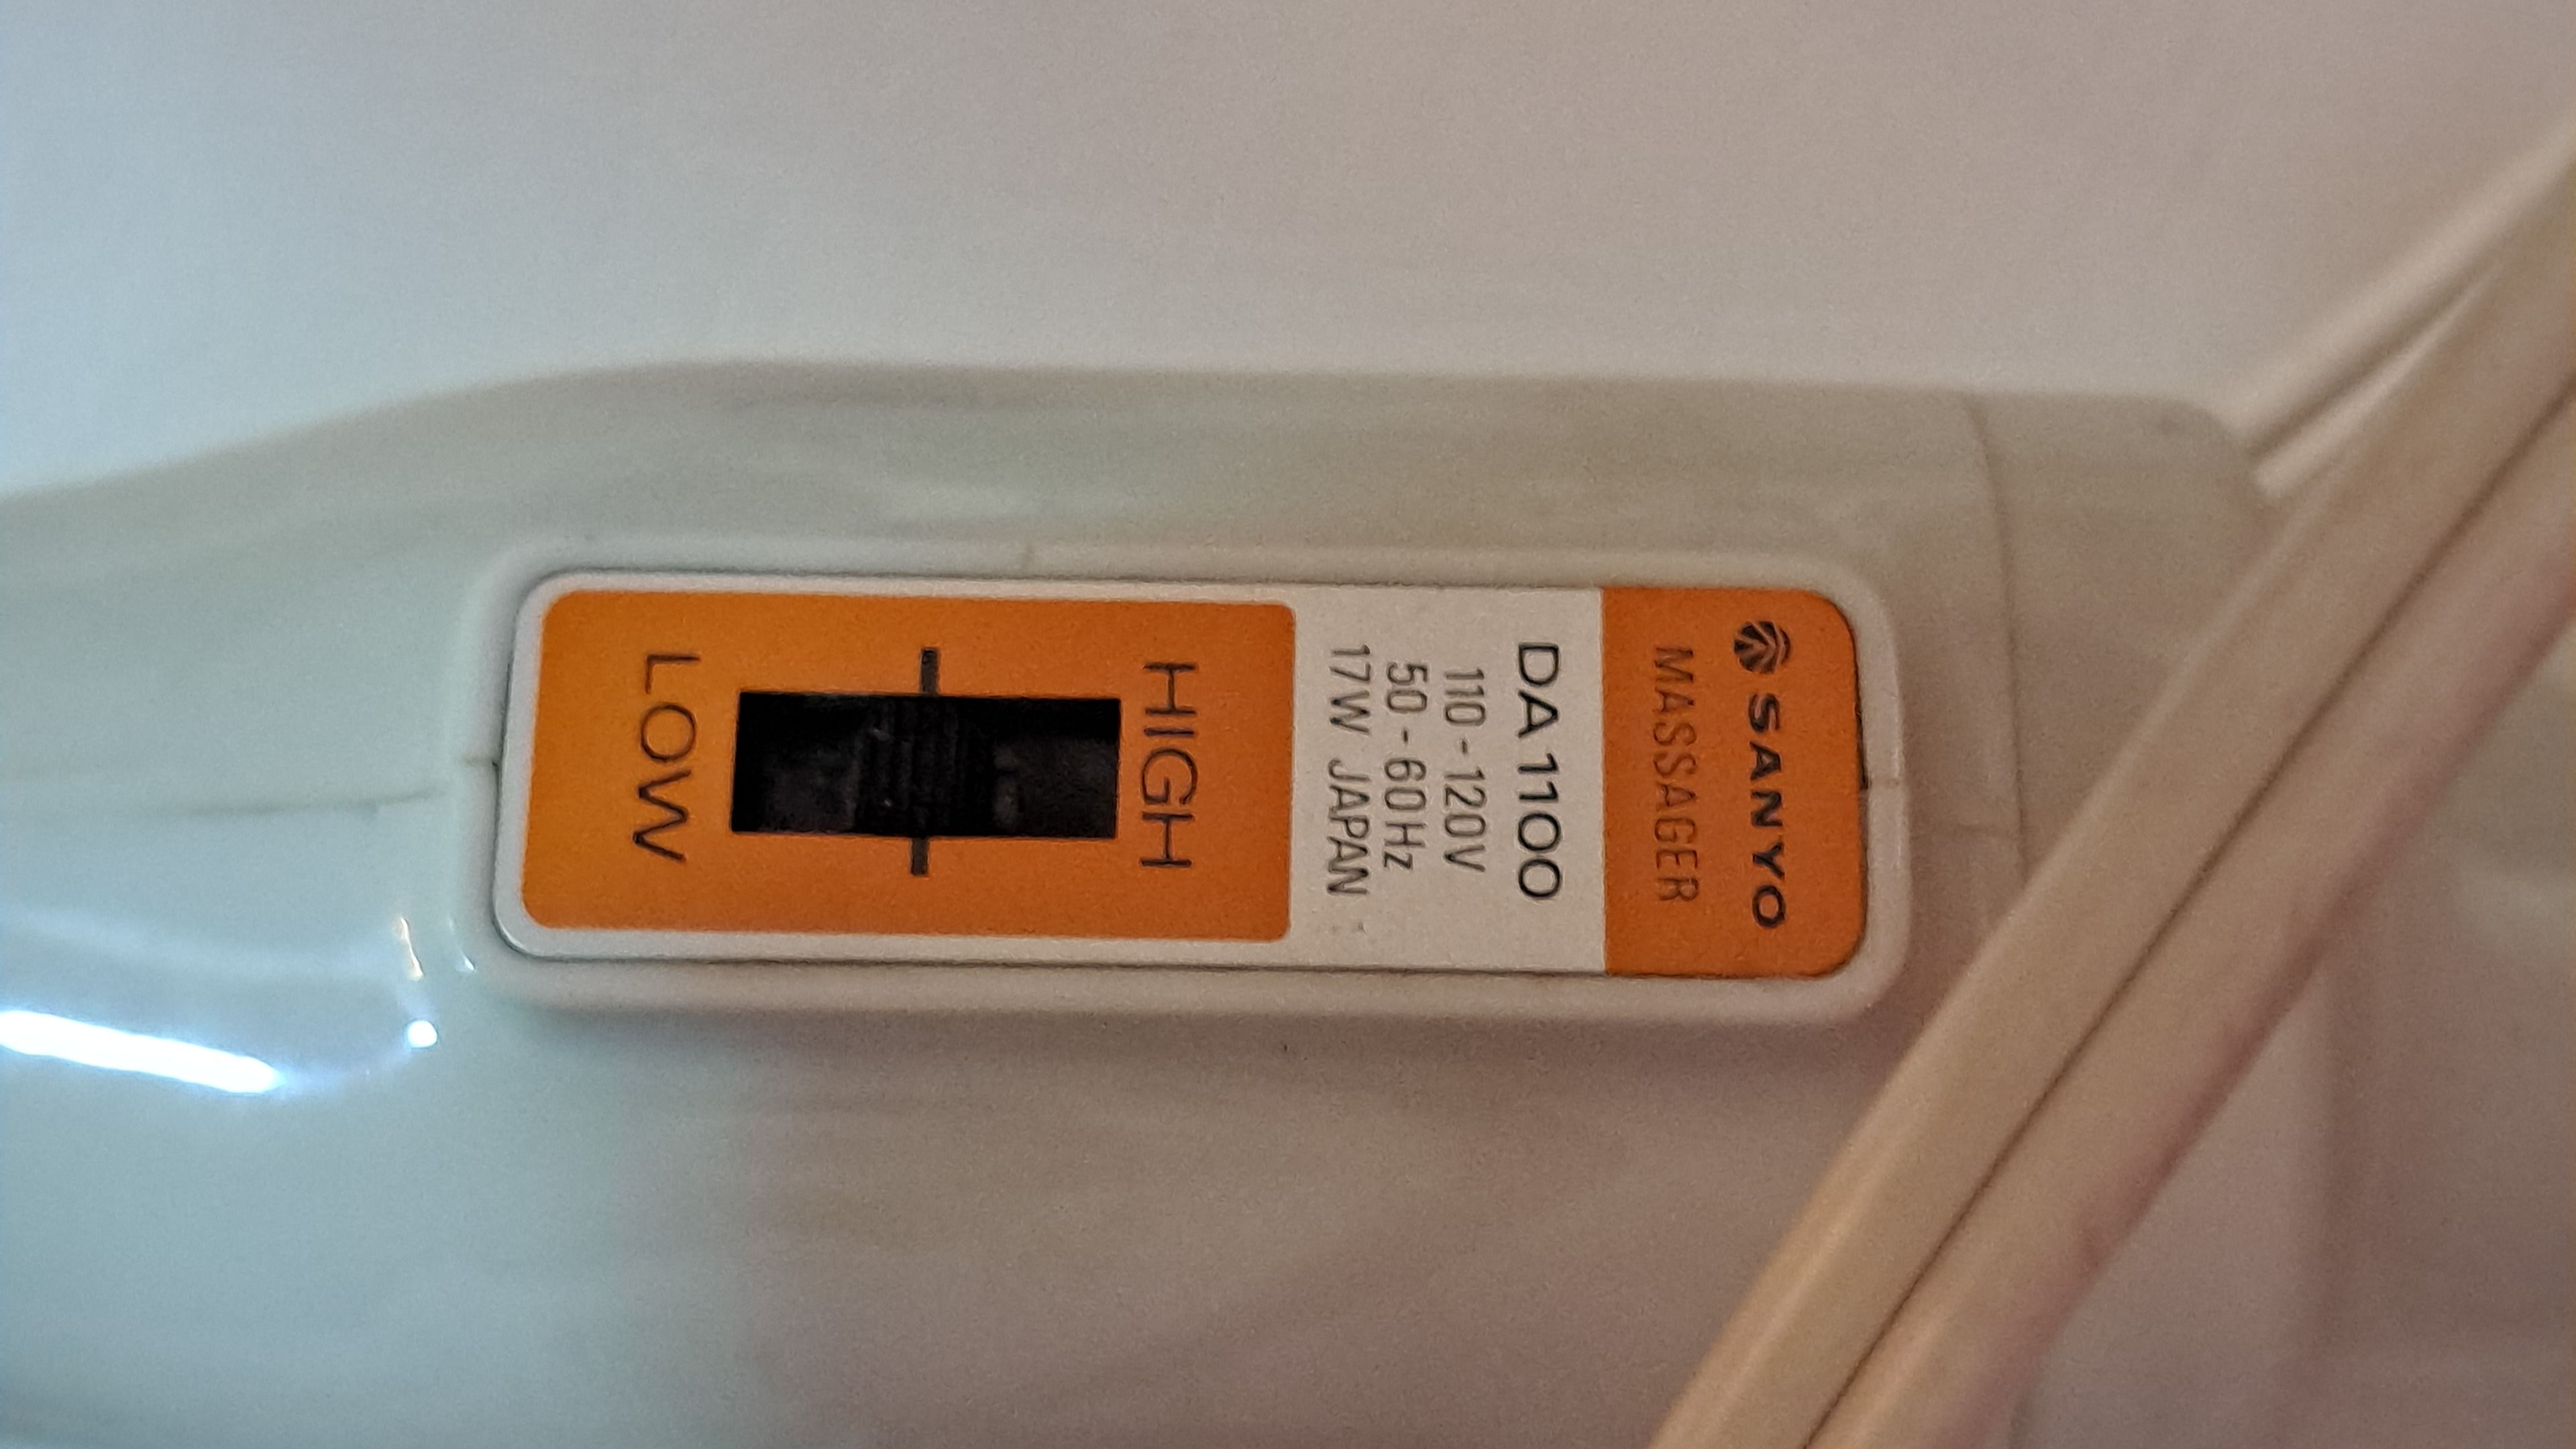 SANYO
MASSAGER
DA 1100
110-120V
50-60Hz
17W JAPAN
HIGH
LOW